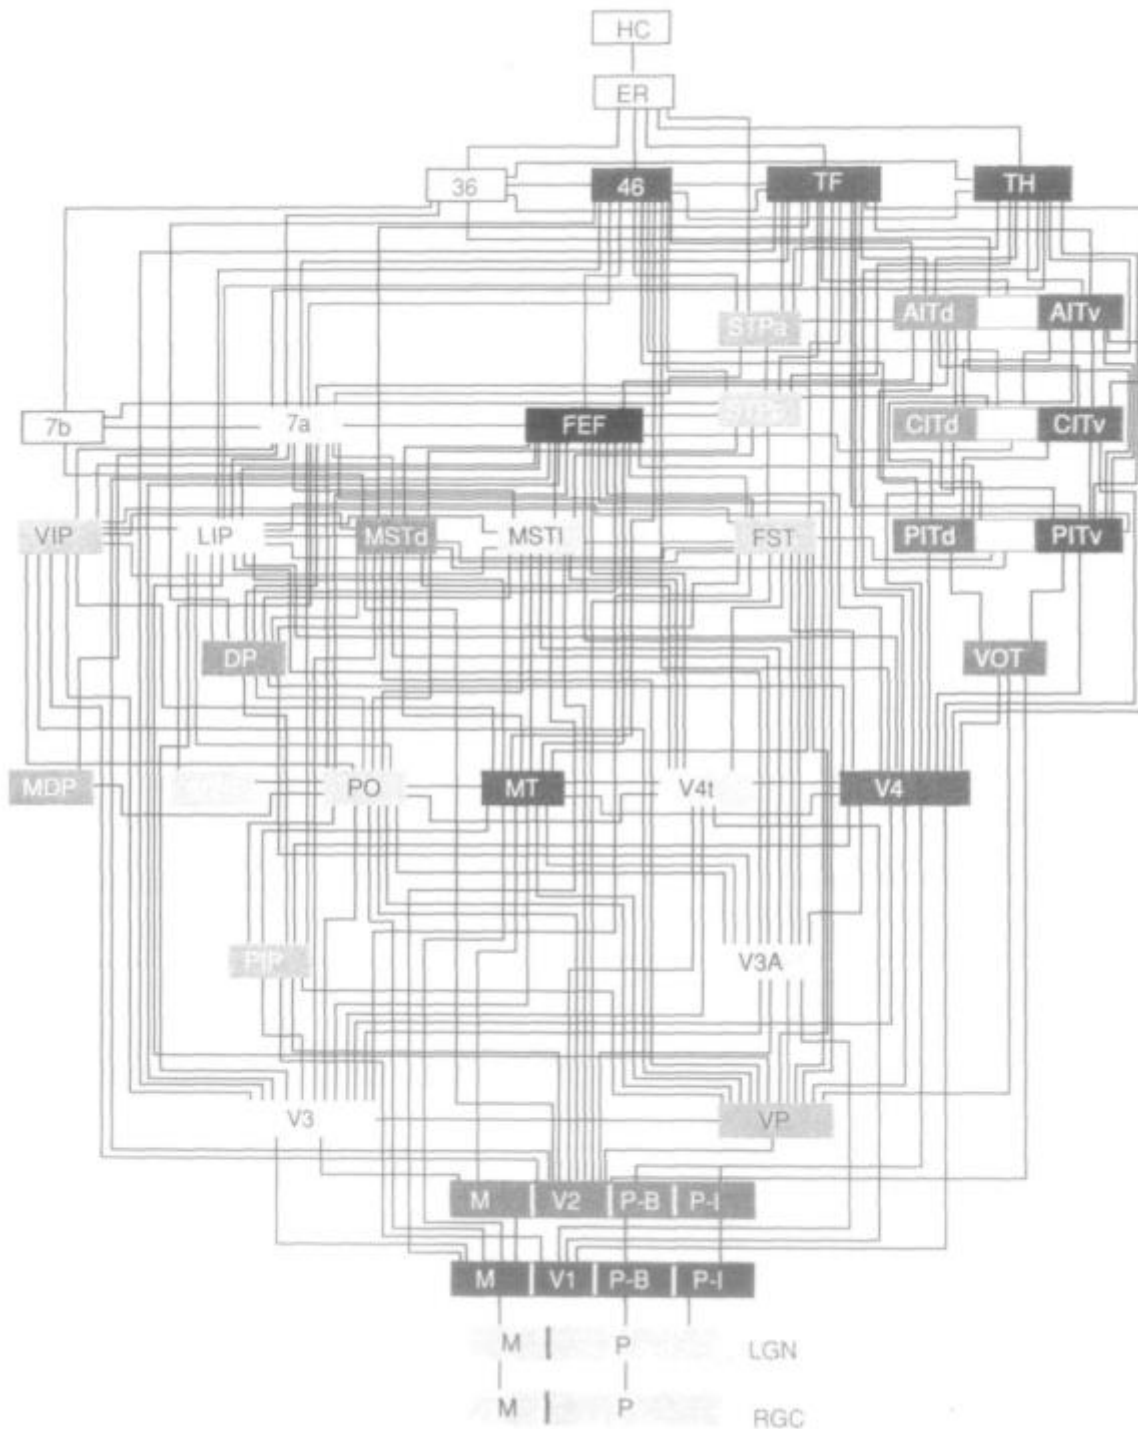 HC
ER
36 46 TF TH
STPa AITd AITv
7b 7a FEF CITd CITv
VIP LIP MSTd MSTl FST PITd PITv
DP VOT
MDP PO MT V4t V4
PIP V3A
V3 VP
M V2 P-B P-I
M V1 P-B P-I
M P LGN
M P RGC